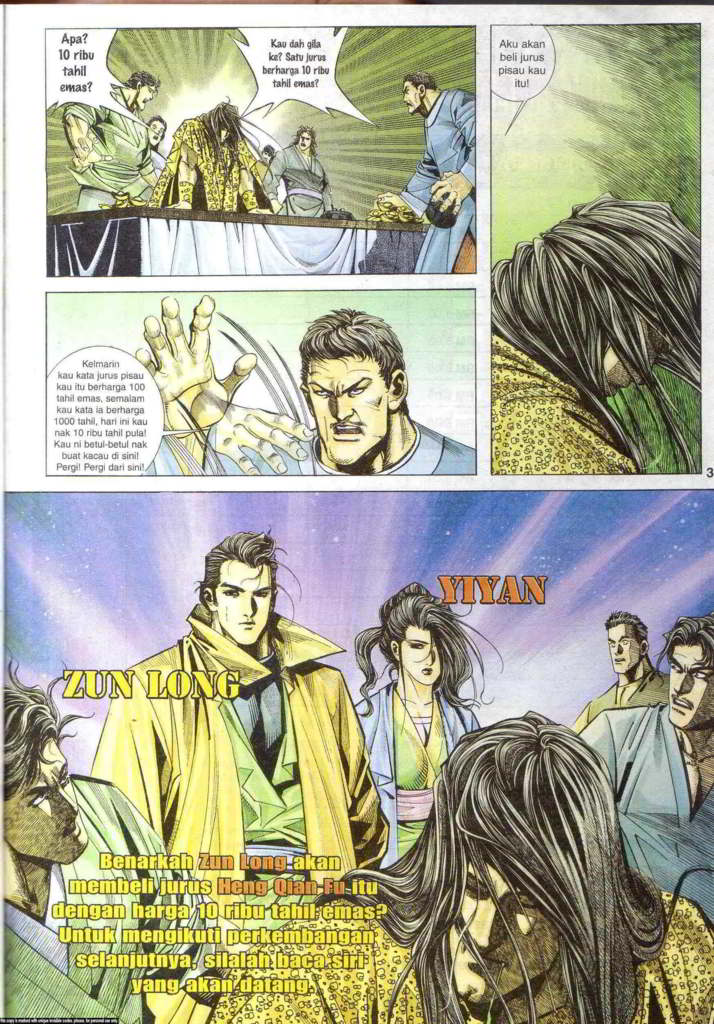 Apa?
10 ribu
tahil
emas?
Kau dah gila
ke? Satu jurus
berharga 10 ribu
tahil emas?
Aku akan
beli jurus
pisau kau
itu!
Kelmarin
kau kata jurus pisau
kau itu berharga 100
tahil emas, semalam
kau kata ia berharga
1000 tahil, hari ini kau
nak 10 ribu tahil pula!
Kau ni betul-betul nak
buat kacau di sini!
Pergi! Pergi dari sini!
3
YIYAN
ZUN LONG
Benarkah Zun Long akan
membeli jurus Heng Qian Fu itu
dengan harga 10 ribu tahil emas?
Untuk mengikuti perkembangan
selanjutnya, silalah baca siri
yang akan datang.